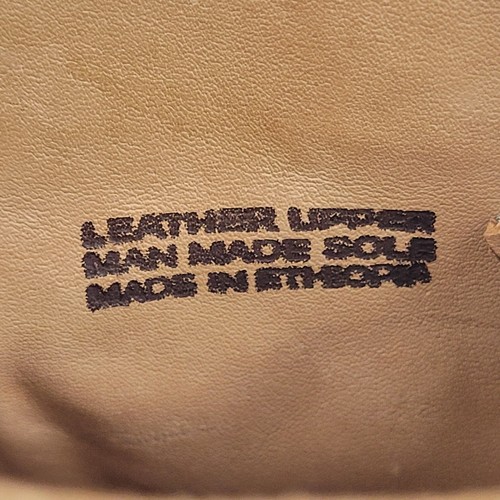 LEATHER UPPER
MAN MADE SOLE
MADE IN ETHIOPIA